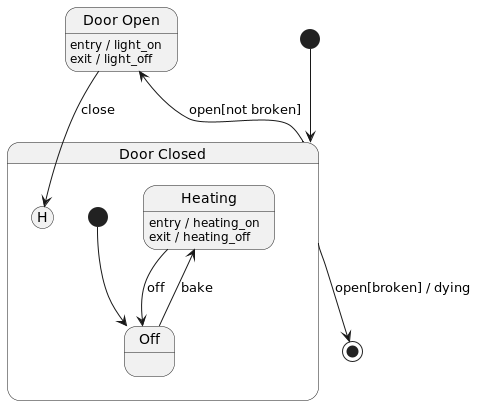 Door Open
entry / light_on
exit / light_off
close
open[not broken]
Door Closed
H
Heating
entry / heating_on
exit / heating_off
off
bake
open[broken] / dying
Off